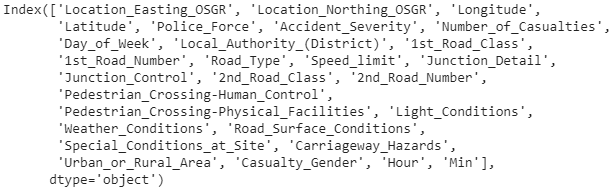 Index(['Location_Easting_OSGR', 'Location_Northing_OSGR', 'Longitude',
'Latitude', 'Police_Force', 'Accident_Severity', 'Number_of_Casualties',
'Day_of_Week', 'Local_Authority_(District)', '1st_Road_Class',
'1st_Road_Number', 'Road_Type', 'Speed_limit', 'Junction_Detail',
'Junction_Control', '2nd_Road_Class', '2nd_Road_Number',
'Pedestrian_Crossing-Human_Control',
'Pedestrian_Crossing-Physical_Facilities', 'Light_Conditions',
'Weather_Conditions', 'Road_Surface_Conditions',
'Special_Conditions_at_Site', 'Carriageway_Hazards',
'Urban_or_Rural_Area', 'Casualty_Gender', 'Hour', 'Min'],
dtype='object')